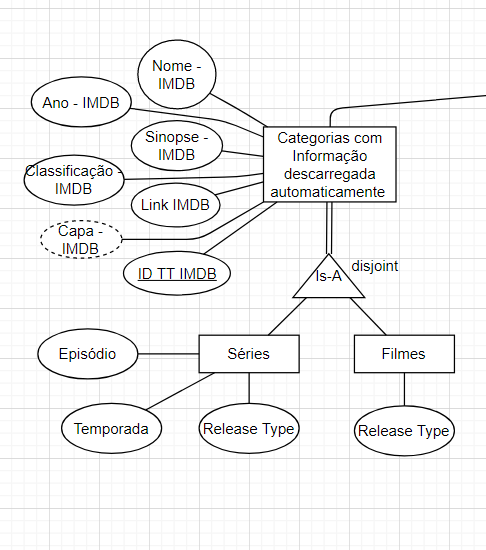 Nome -
IMDB
Ano - IMDB
Sinopse -
IMDB
Categorias com
Informação
descarregada
automaticamente
Classificação -
IMDB
Link IMDB
Capa -
IMDB
ID TT IMDB
Is-A
disjoint
Episódio
Séries
Filmes
Temporada
Release Type
Release Type